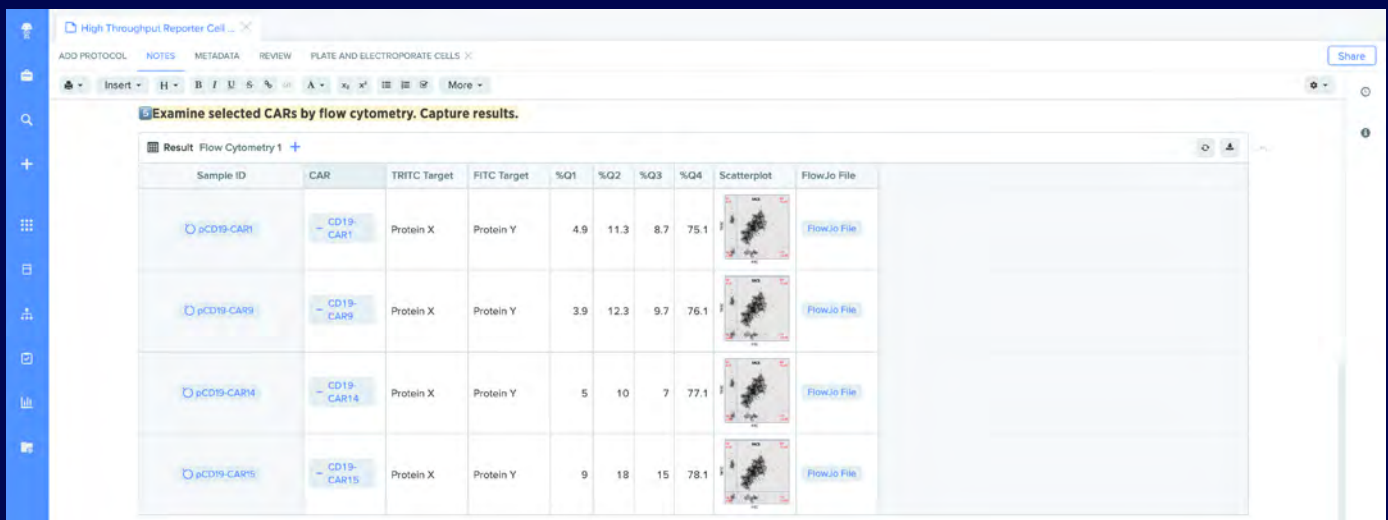 High Throughput Reporter Cell ...
ADD PROTOCOL NOTES METADATA REVIEW PLATE AND ELECTROPORATE CELLS
Share
Insert H B I U S A x₂ x² More
5 Examine selected CARs by flow cytometry. Capture results.
Result Flow Cytometry 1 +
Sample ID CAR TRITC Target FITC Target %Q1 %Q2 %Q3 %Q4 Scatterplot FlowJo File
pCD19-CAR1 CD19-CAR1 Protein X Protein Y 4.9 11.3 8.7 75.1 FlowJo File
pCD19-CAR9 CD19-CAR9 Protein X Protein Y 3.9 12.3 9.7 76.1 FlowJo File
pCD19-CAR14 CD19-CAR14 Protein X Protein Y 5 10 7 77.1 FlowJo File
pCD19-CAR15 CD19-CAR15 Protein X Protein Y 9 18 15 78.1 FlowJo File